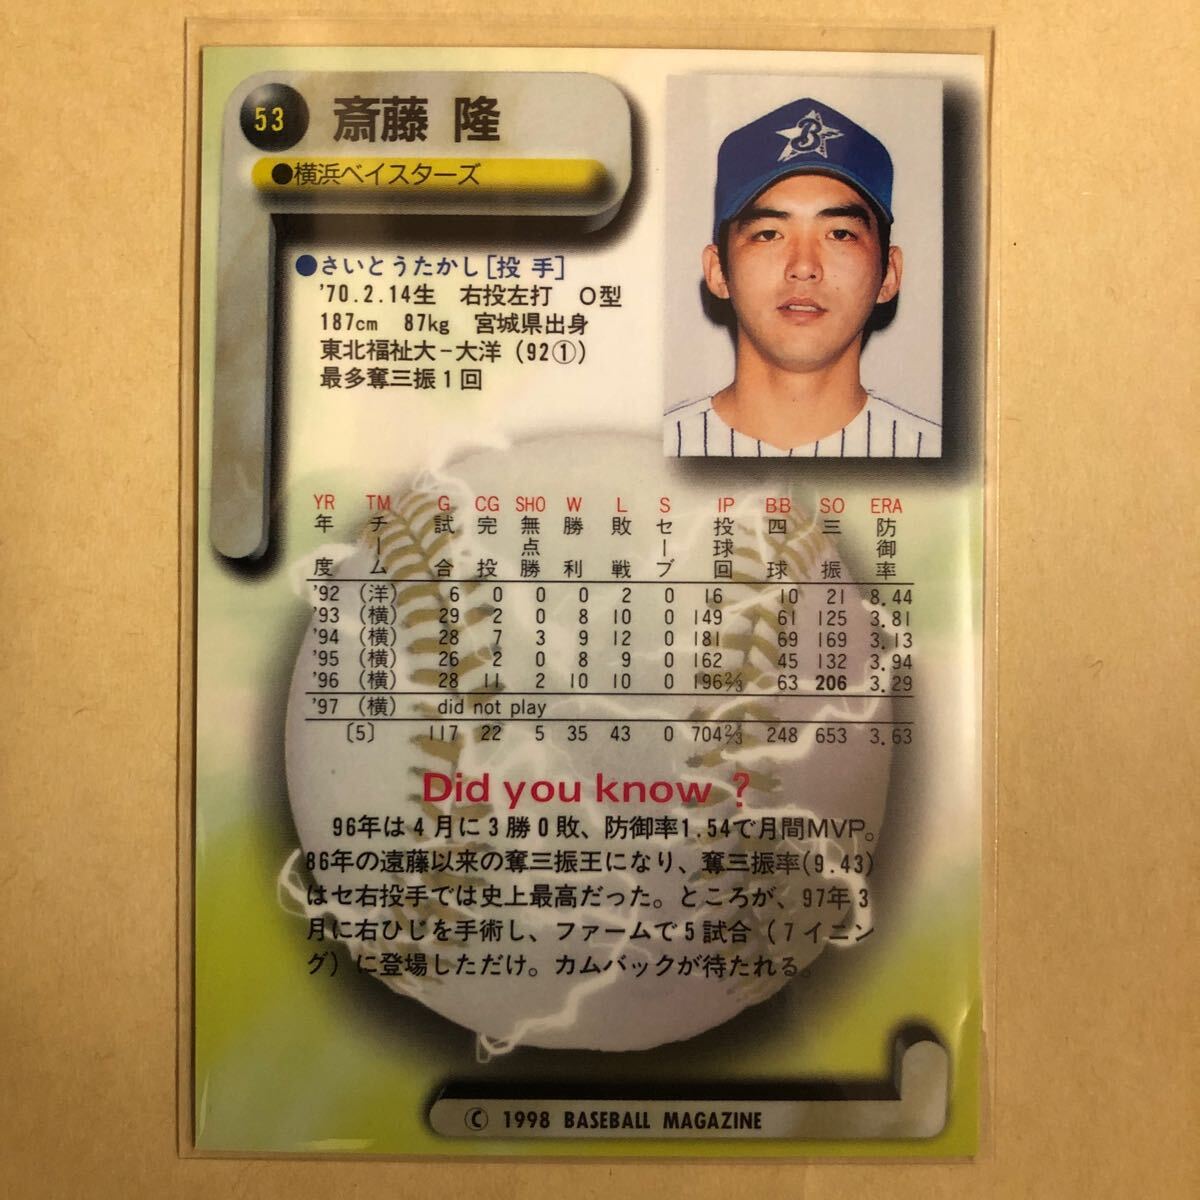 53 斎藤 隆
●横浜ベイスターズ
B
●さいとうたかし[投手]
'70.2.14生 右投左打 O型
187cm 87kg 宮城県出身
東北福祉大－大洋（92①）
最多奪三振1回
YR TM G CG SHO W L S IP BB SO ERA
年度 チーム 試合 完投 無点勝 勝利 敗戦 セーブ 投球回 四球 三振 防御率
'92 (洋) 6 0 0 0 2 0 16 10 21 8.44
'93 (横) 29 2 0 8 10 0 149 61 125 3.81
'94 (横) 28 7 3 9 12 0 181 69 169 3.13
'95 (横) 26 2 0 8 9 0 162 45 132 3.94
'96 (横) 28 11 2 10 10 0 196⅔ 63 206 3.29
'97 (横) did not play
〔5〕 117 22 5 35 43 0 704⅔ 248 653 3.63
Did you know ?
96年は4月に3勝0敗、防御率1.54で月間MVP。
86年の遠藤以来の奪三振王になり、奪三振率(9.43)
はセ右投手では史上最高だった。ところが、97年3
月に右ひじを手術し、ファームで5試合（7イニン
グ）に登場しただけ。カムバックが待たれる。
© 1998 BASEBALL MAGAZINE